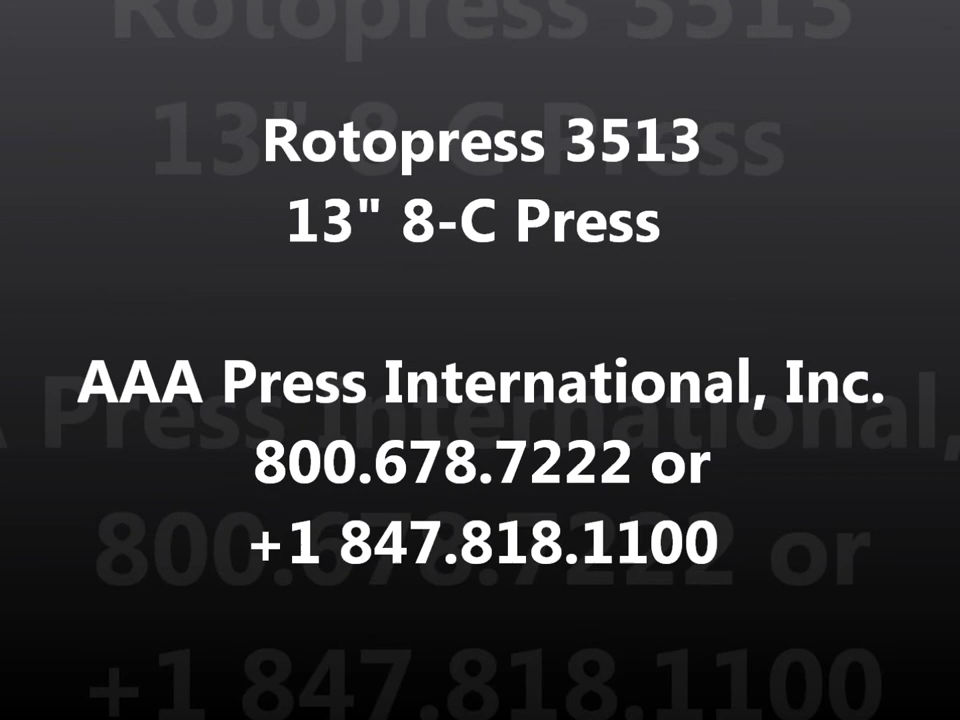 Rotopress 3513
13" 8-C Press
AAA Press International, Inc.
800.678.7222 or
+1 847.818.1100